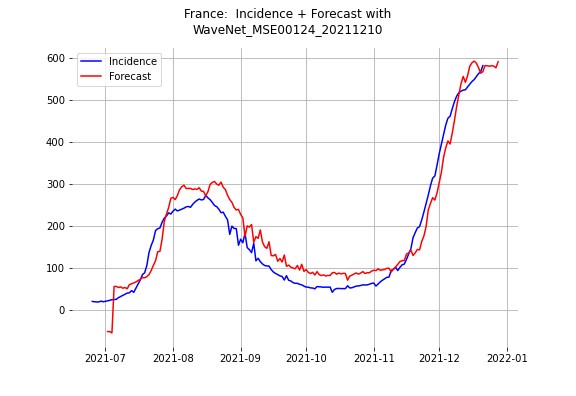 France:  Incidence + Forecast with
WaveNet_MSE00124_20211210
Incidence
Forecast
600
500
400
300
200
100
0
2021-07 2021-08 2021-09 2021-10 2021-11 2021-12 2022-01